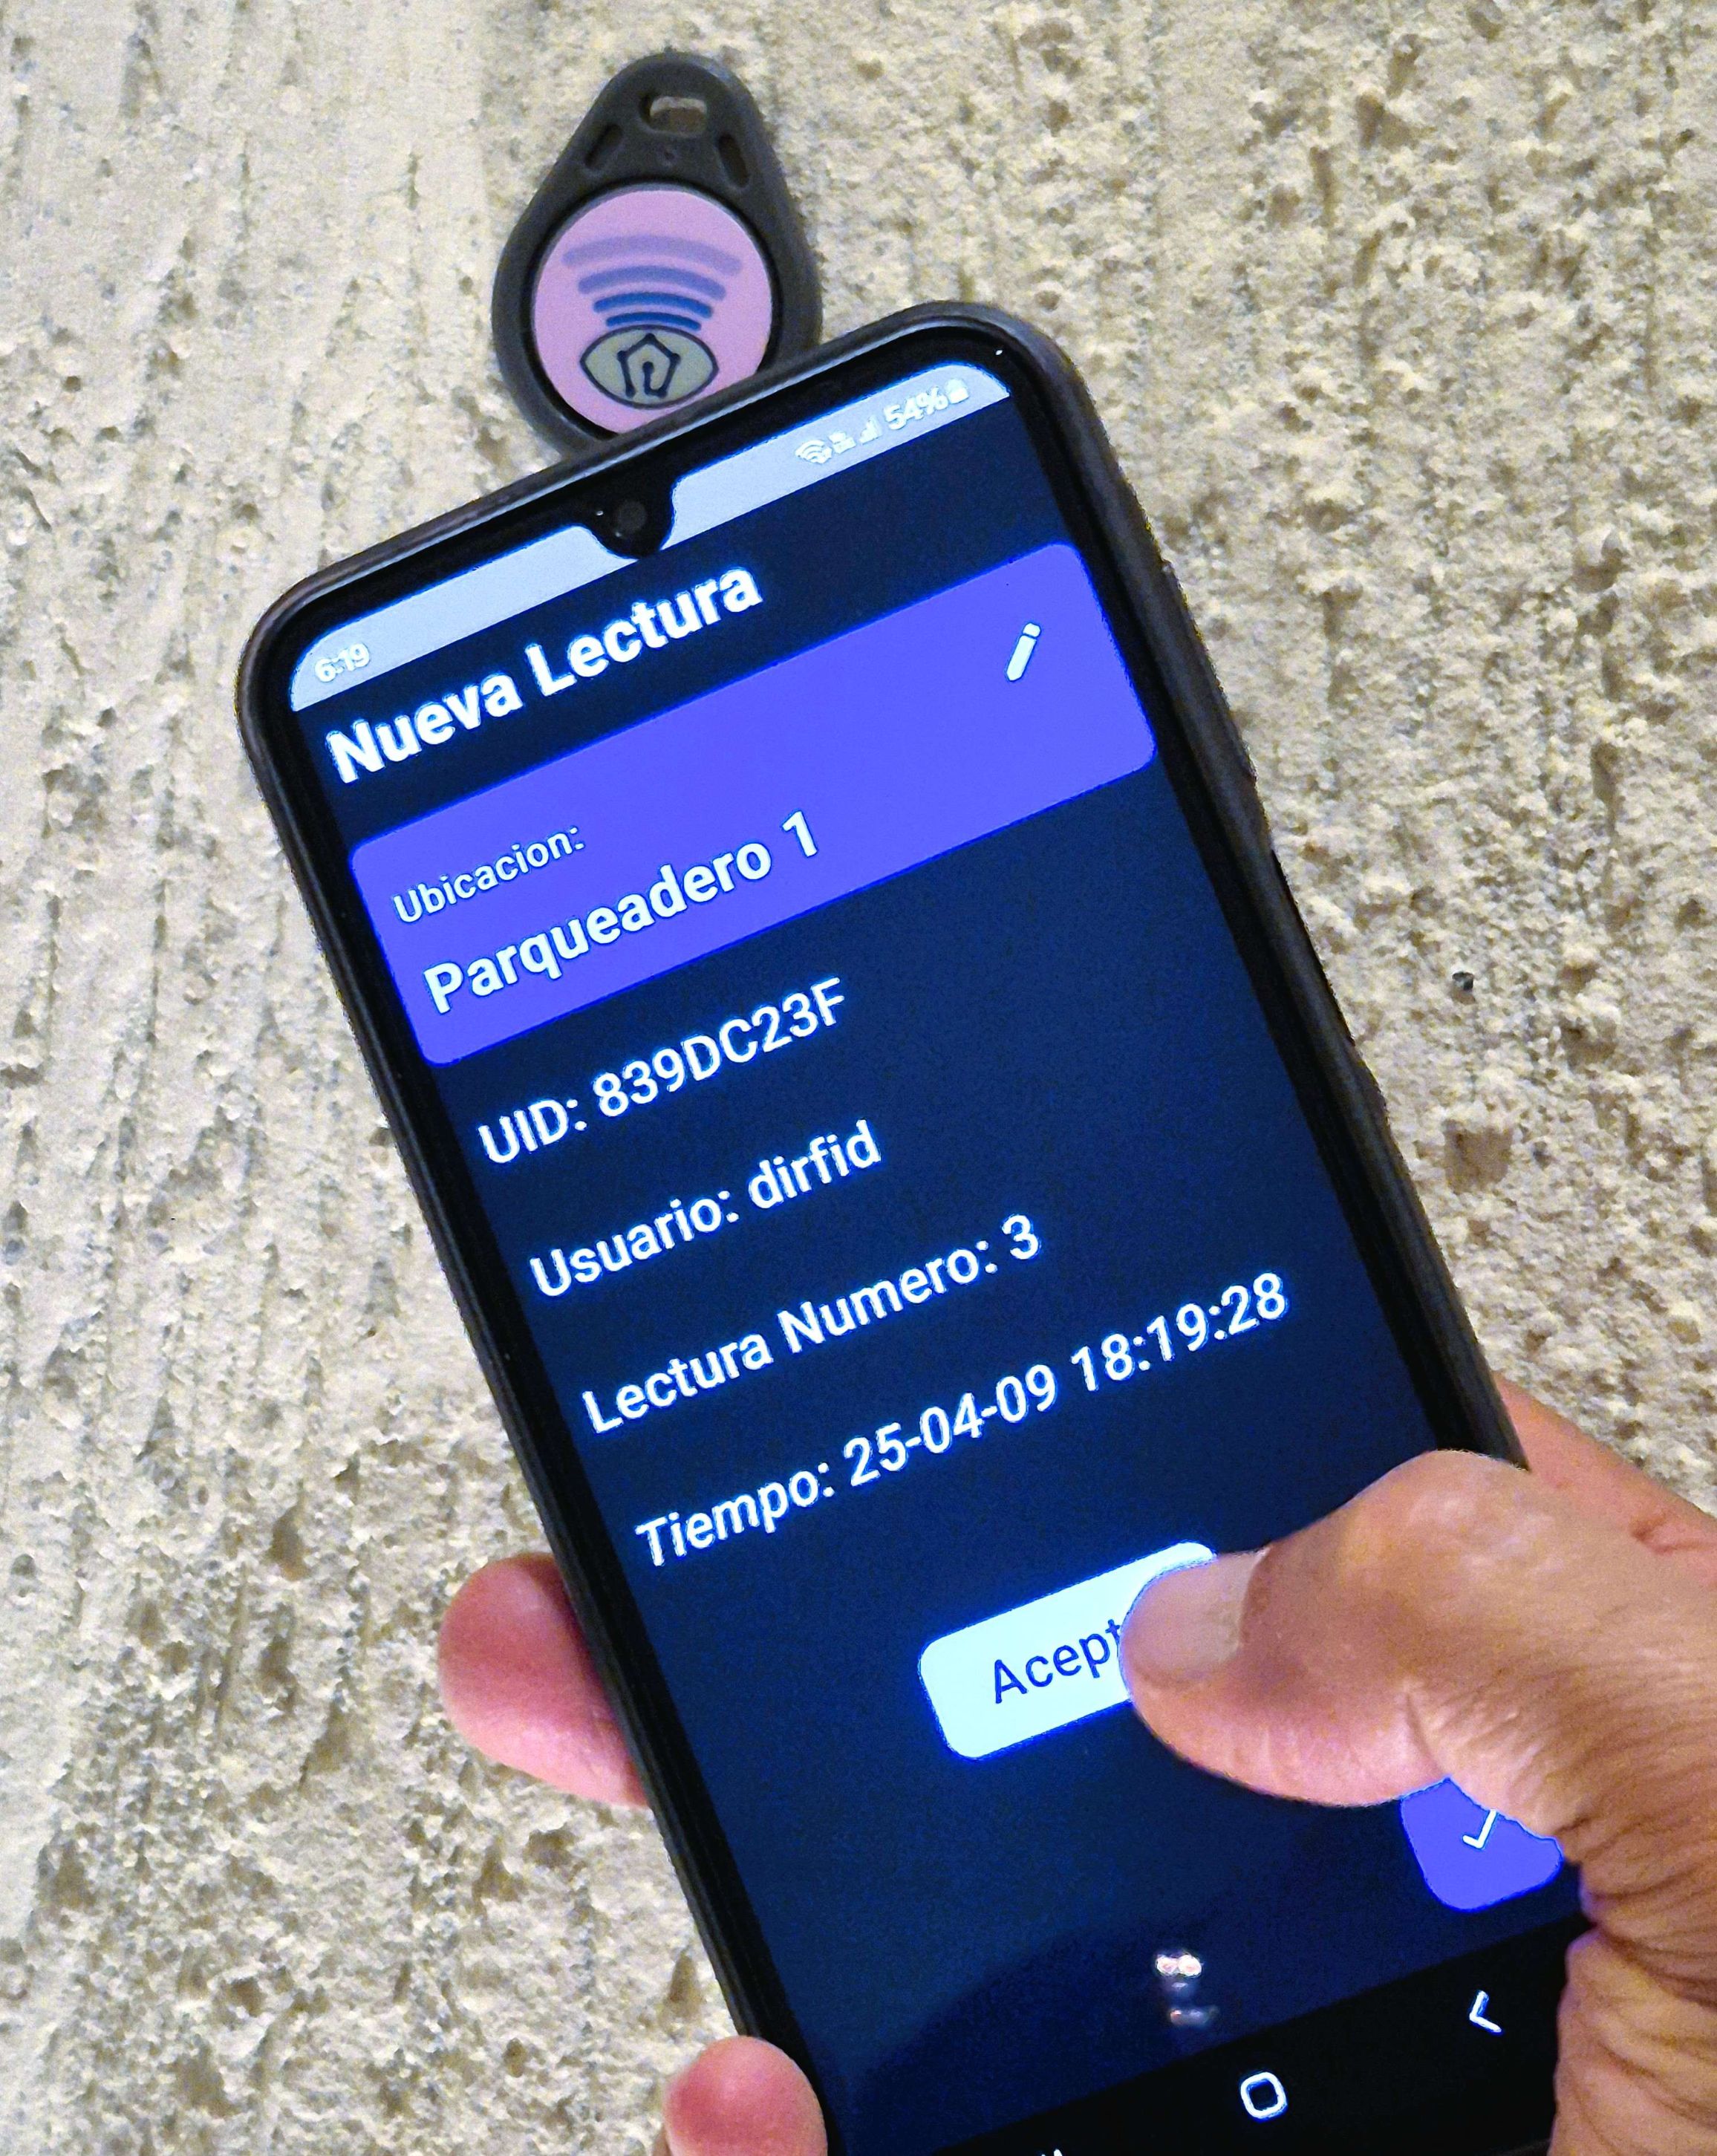 54%
6:19
Nueva Lectura
Ubicacion:
Parqueadero 1
UID: 839DC23F
Usuario: dirfid
Lectura Numero: 3
Tiempo: 25-04-09 18:19:28
Acept